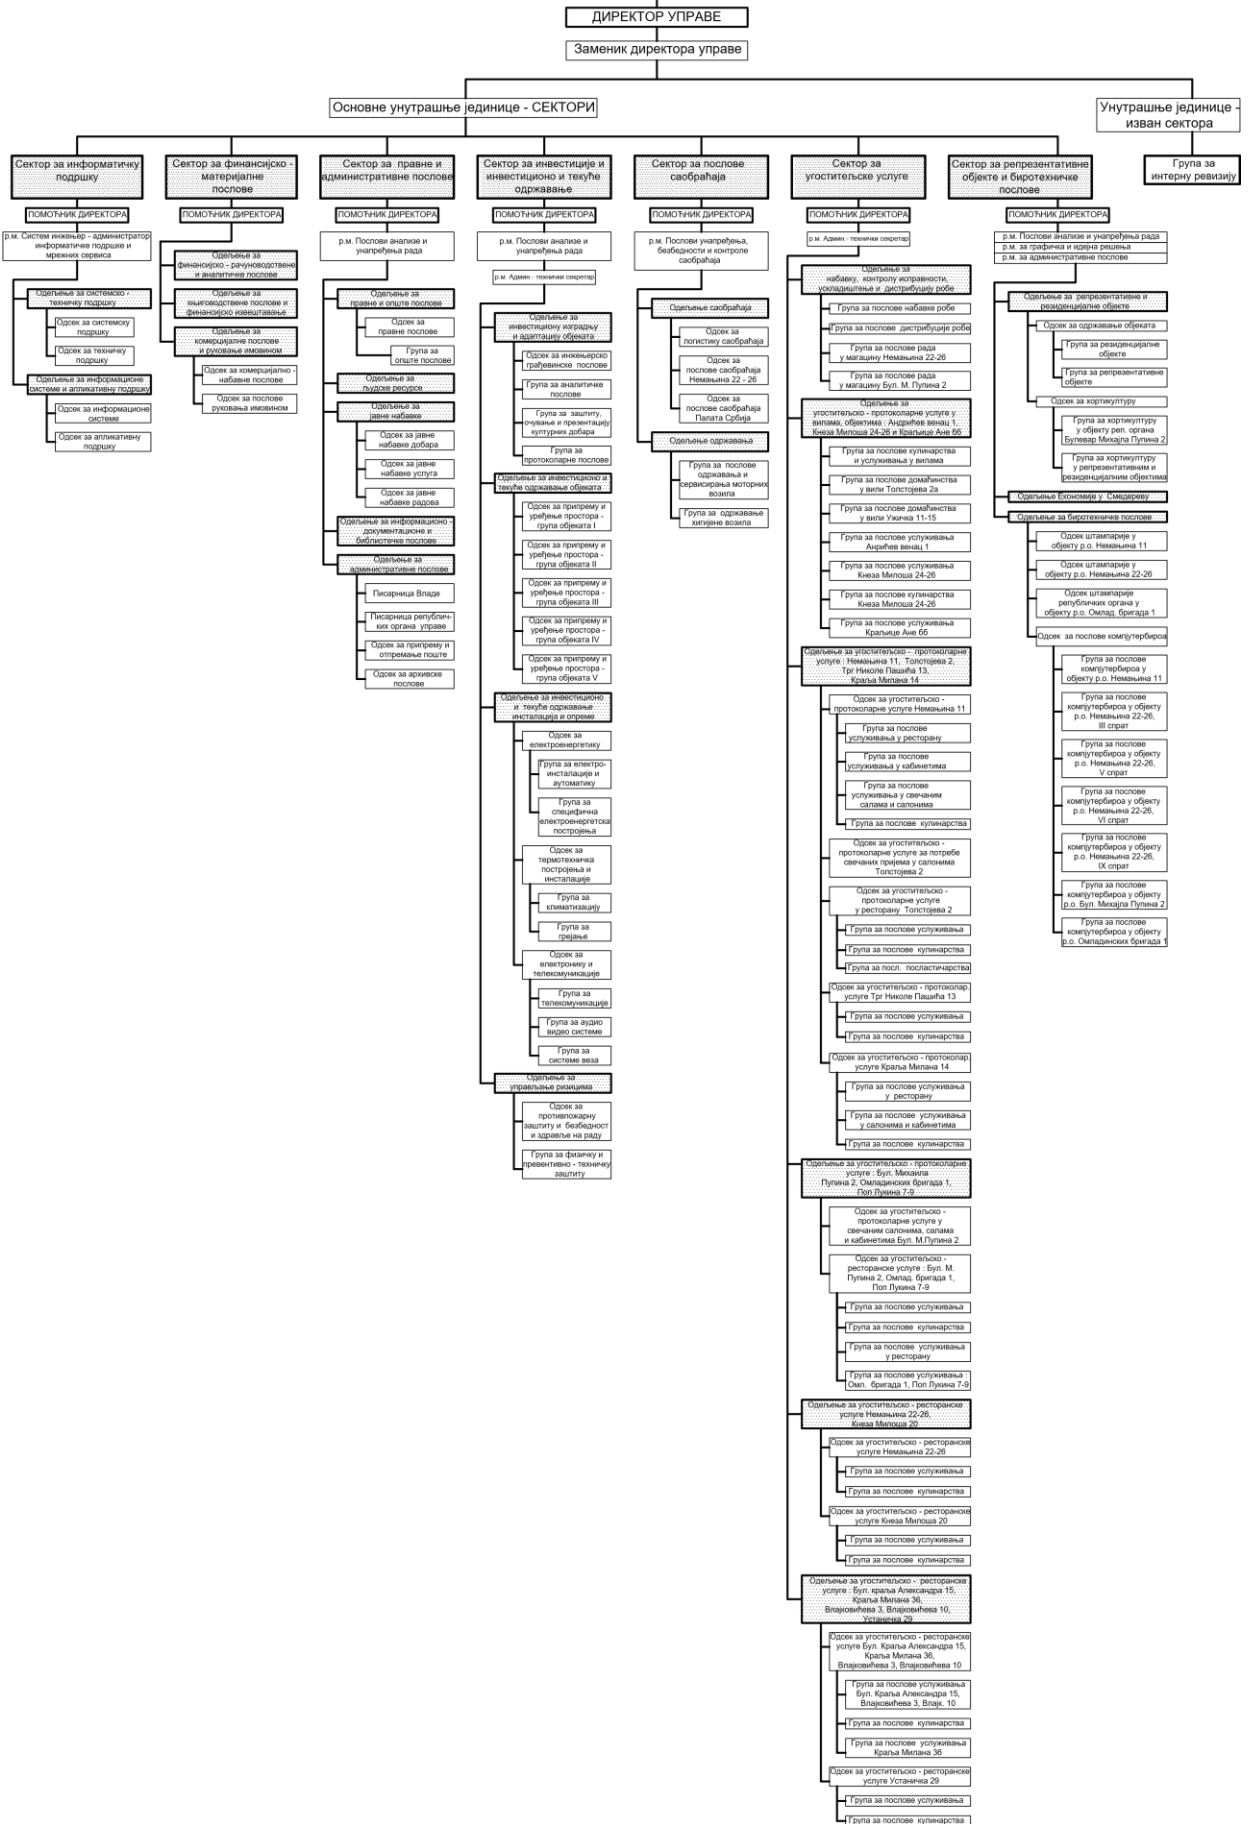 ДИРЕКТОР УПРАВЕ
Заменик директора управе
Основне унутрашње јединице - СЕКТОРИ
Унутрашње јединице -
изван сектора
Група за
интерну ревизију
Сектор за информатичку
подршку
ПОМОЋНИК ДИРЕКТОРА
р.м. Систем инжењер - администратор
информатичке подршке и
мрежних сервиса
Одељење за системско -
техничку подршку
Одсек за системску
подршку
Одсек за техничку
подршку
Одељење за информационе
системе и апликативну подршку
Одсек за информационе
системе
Одсек за апликативну
подршку
Сектор за финансијско -
материјалне
послове
ПОМОЋНИК ДИРЕКТОРА
Одељење за
финансијско - рачуноводствене
и аналитичке послове
Одељење за
књиговодствене послове и
финансијско извештавање
Одељење за
комерцијалне послове
и руковање имовином
Одсек за комерцијално -
набавне послове
Одсек за послове
руковања имовином
Сектор за правне и
административне послове
ПОМОЋНИК ДИРЕКТОРА
р.м. Послови анализе и
унапређења рада
Одељење за
правне и опште послове
Одсек за
правне послове
Група за
опште послове
Одељење за
људске ресурсе
Одељење за
јавне набавке
Одсек за јавне
набавке добара
Одсек за јавне
набавке услуга
Одсек за јавне
набавке радова
Одељење за информационо -
документационе и
библиотечке послове
Одељење за
административне послове
Писарница Владе
Писарница републич-
ких органа управе
Одсек за припрему и
отпремање поште
Одсек за архивске
послове
Сектор за инвестиције и
инвестиционо и текуће
одржавање
ПОМОЋНИК ДИРЕКТОРА
р.м. Послови анализе и
унапређења рада
р.м. Админ - технички секретар
Одељење за
инвестициону изградњу
и адаптацију објеката
Одсек за инжењерско
грађевинске послове
Група за аналитичке
послове
Група за заштиту,
очување и презентацију
културних добара
Група за
протоколарне послове
Одељење за инвестиционо и
текуће одржавање објеката
Одсек за припрему и
уређење простора -
група објеката I
Одсек за припрему и
уређење простора -
група објеката II
Одсек за припрему и
уређење простора -
група објеката III
Одсек за припрему и
уређење простора -
група објеката IV
Одсек за припрему и
уређење простора -
група објеката V
Одељење за инвестиционо
и текуће одржавање
инсталација и опреме
Одсек за
електроенергетику
Група за електро-
инсталације и
аутоматику
Група за
специфична
електроенергетска
постројења
Одсек за
термотехничка
постројења и
инсталације
Група за
климатизацију
Група за
грејање
Одсек за
електронику и
телекомуникације
Група за
телекомуникације
Група за аудио
видео системе
Група за
системе веза
Одељење за
управљање ризицима
Одсек за
противпожарну
заштиту и безбедност
и здравље на раду
Група за физичку и
превентивно - техничку
заштиту
Сектор за послове
саобраћаја
ПОМОЋНИК ДИРЕКТОРА
р.м. Послови унапређења,
безбедности и контроле
саобраћаја
Одељење саобраћаја
Одсек за
логистику саобраћаја
Одсек за
послове саобраћаја
Немањина 22 - 26
Одсек за
послове саобраћаја
Палата Србија
Одељење одржавања
Група за послове
одржавања и
сервисирања моторних
возила
Група за одржавање
хигијене возила
Сектор за
угоститељске услуге
ПОМОЋНИК ДИРЕКТОРА
р.м. Админ.- технички секретар
Одељење за
набавку, контролу исправности,
ускладиштење и дистрибуцију робе
Група за послове набавке робе
Група за послове дистрибуције робе
Група за послове рада
у магацину Немањина 22-26
Група за послове рада
у магацину Бул. М. Пупина 2
Одељење за
угоститељско - протоколарне услуге у
вилама, објектима : Андрићев венац 1,
Кнеза Милоша 24-26 и Краљице Ане бб
Група за послове кулинарства
и услуживања у вилама
Група за послове домаћинства
у вили Толстојева 2а
Група за послове домаћинства
у вили Ужичка 11-15
Група за послове услуживања
Анрићев венац 1
Група за послове услуживања
Кнеза Милоша 24-26
Група за послове кулинарства
Кнеза Милоша 24-26
Група за послове услуживања
Краљице Ане бб
Одељење за угоститељско - протоколарне
услуге : Немањина 11, Толстојева 2,
Трг Николе Пашића 13,
Краља Милана 14
Одсек за угоститељско -
протоколарне услуге Немањина 11
Група за послове
услуживања у ресторану
Група за послове
услуживања у кабинетима
Група за послове
услуживања у свечаним
салама и салонима
Група за послове кулинарства
Одсек за угоститељско -
протоколарне услуге за потребе
свечаних пријема у салонима
Толстојева 2
Одсек за угоститељско -
протоколарне услуге
у ресторану Толстојева 2
Група за послове услуживања
Група за послове кулинарства
Група за посл. посластичарства
Одсек за угоститељско - протоколар.
услуге Трг Николе Пашића 13
Група за послове услуживања
Група за послове кулинарства
Одсек за угоститељско - протоколар.
услуге Краља Милана 14
Група за послове услуживања
у ресторану
Група за послове услуживања
у салонима и кабинетима
Група за послове кулинарства
Одељење за угоститељско - протоколарне
услуге : Бул. Михаила
Пупина 2, Омладинских бригада 1,
Поп Лукина 7-9
Одсек за угоститељско -
протоколарне услуге у
свечаним салонима, салама
и кабинетима Бул. М.Пупина 2
Одсек за угоститељско -
ресторанске услуге : Бул. М.
Пупина 2, Омлад. бригада 1,
Поп Лукина 7-9
Група за послове услуживања
Група за послове кулинарства
Група за послове услуживања
у ресторану
Група за послове услуживања :
Омл. бригада 1, Поп Лукина 7-9
Одељење за угоститељско - ресторанске
услуге Немањина 22-26,
Кнеза Милоша 20
Одсек за угоститељско - ресторанске
услуге Немањина 22-26
Група за послове услуживања
Група за послове кулинарства
Одсек за угоститељско - ресторанске
услуге Кнеза Милоша 20
Група за послове услуживања
Група за послове кулинарства
Одељење за угоститељско - ресторанске
услуге : Бул. краља Александра 15,
Краља Милана 36,
Влајковићева 3, Влајковићева 10,
Устаничка 29
Одсек за угоститељско - ресторанске
услуге Бул. Краља Александра 15,
Краља Милана 36,
Влајковићева 3, Влајковићева 10
Група за послове услуживања
Бул. Краља Александра 15,
Влајковићева 3, Влајк. 10
Група за послове кулинарства
Група за послове услуживања
Краља Милана 36
Одсек за угоститељско - ресторанске
услуге Устаничка 29
Група за послове услуживања
Група за послове кулинарства
Сектор за репрезентативне
објекте и биротехничке
послове
ПОМОЋНИК ДИРЕКТОРА
р.м. Послови анализе и унапређења рада
р.м. за графичка и идејна решења
р.м. за административне послове
Одељење за репрезентативне и
резиденцијалне објекте
Одсек за одржавање објеката
Група за резиденцијалне
објекте
Група за репрезентативне
објекте
Одсек за хортикултуру
Група за хортикултуру
у објекту реп. органа
Булевар Михајла Пупина 2
Група за хортикултуру
у репрезентативним и
резиденцијалним објектима
Одељење Економије у Смедереву
Одељење за биротехничке послове
Одсек штампарије у
објекту р.о. Немањина 11
Одсек штампарије у
објекту р.о. Немањина 22-26
Одсек штампарије
републичких органа у
објекту р.о. Омлад. бригада 1
Одсек за послове компјутербироа
Група за послове
компјутербироа у
објекту р.о. Немањина 11
Група за послове
компјутербироа у објекту
р.о. Немањина 22-26,
III спрат
Група за послове
компјутербироа у објекту
р.о. Немањина 22-26,
V спрат
Група за послове
компјутербироа у објекту
р.о. Немањина 22-26,
VI спрат
Група за послове
компјутербироа у објекту
р.о. Немањина 22-26,
IX спрат
Група за послове
компјутербироа у објекту
р.о. Бул. Михајла Пупина 2
Група за послове
компјутербироа у објекту
р.о. Омладинских бригада 1